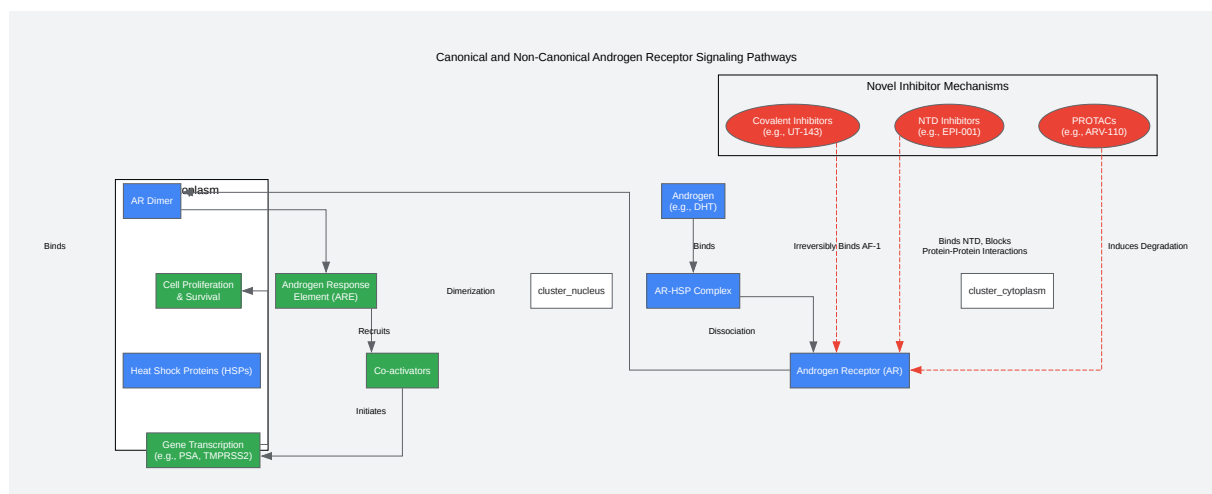 Canonical and Non-Canonical Androgen Receptor Signaling Pathways
Novel Inhibitor Mechanisms
Covalent Inhibitors
(e.g., UT-143)
NTD Inhibitors
(e.g., EPI-001)
PROTACs
(e.g., ARV-110)
oplasm
AR Dimer
Androgen
(e.g., DHT)
Binds
Binds
Irreversibly Binds AF-1
Binds NTD, Blocks
Protein-Protein Interactions
Induces Degradation
Cell Proliferation
& Survival
Androgen Response
Element (ARE)
Dimerization
cluster_nucleus
AR-HSP Complex
cluster_cytoplasm
Recruits
Dissociation
Heat Shock Proteins (HSPs)
Co-activators
Androgen Receptor (AR)
Initiates
Gene Transcription
(e.g., PSA, TMPRSS2)